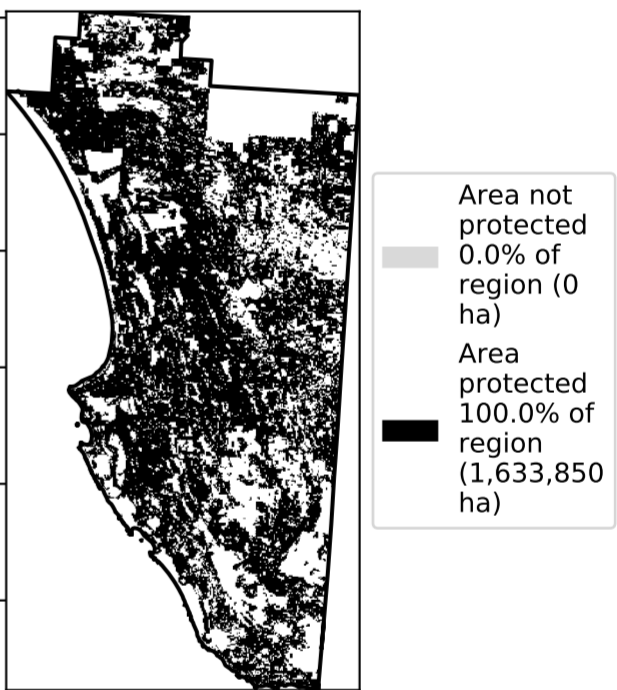 Area not
protected
0.0% of
region (0
ha)
Area
protected
100.0% of
region
(1,633,850
ha)